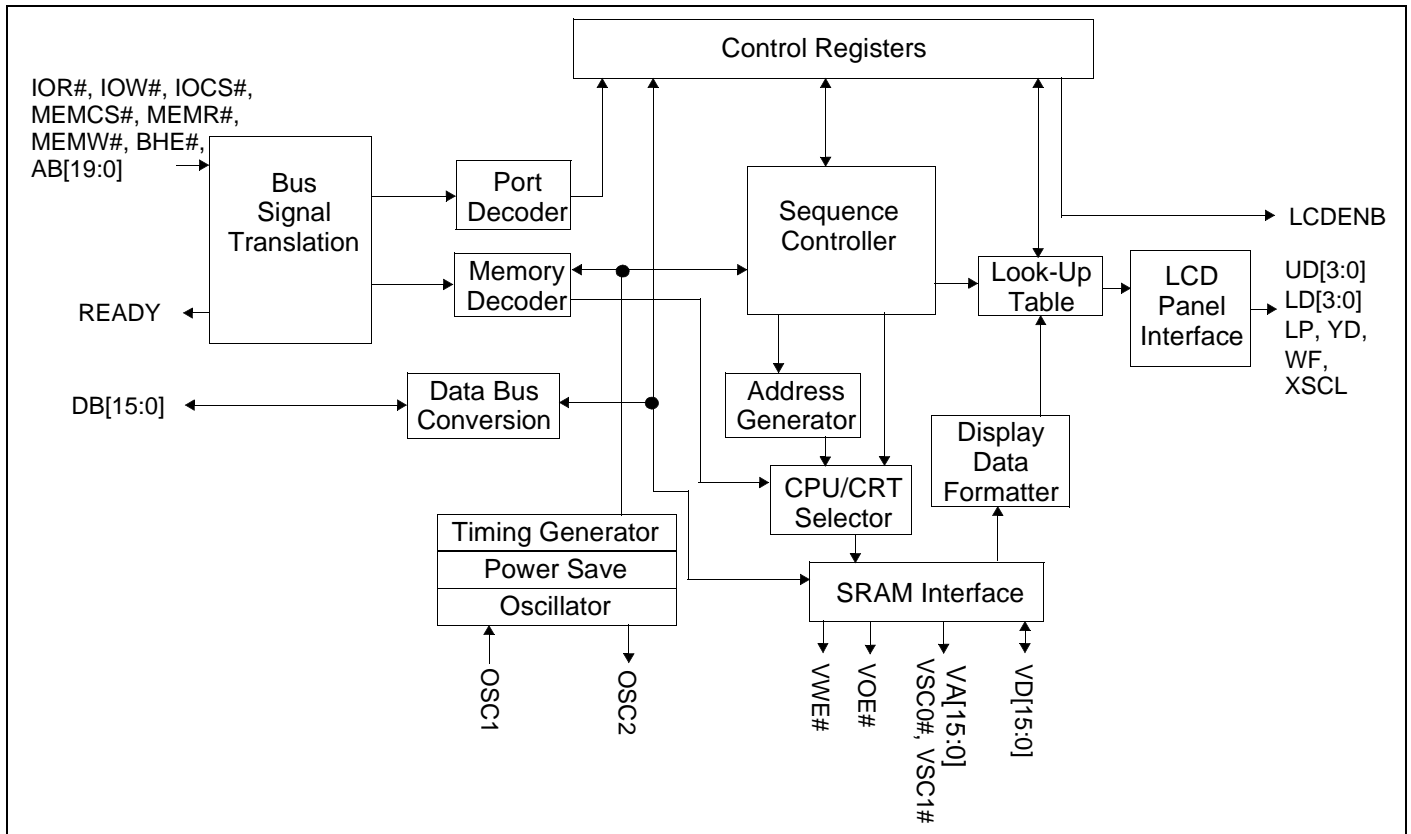 Control Registers
IOR#, IOW#, IOCS#,
MEMCS#, MEMR#,
MEMW#, BHE#,
AB[19:0]
Bus
Signal
Translation
Port
Decoder
Sequence
Controller
LCDENB
Memory
Decoder
Look-Up
Table
LCD
Panel
Interface
UD[3:0]
LD[3:0]
LP, YD,
WF,
XSCL
READY
DB[15:0]
Data Bus
Conversion
Address
Generator
Display
Data
Formatter
CPU/CRT
Selector
Timing Generator
Power Save
Oscillator
SRAM Interface
OSC1
OSC2
VWE#
VOE#
VA[15:0]
VSC0#, VSC1#
VD[15:0]